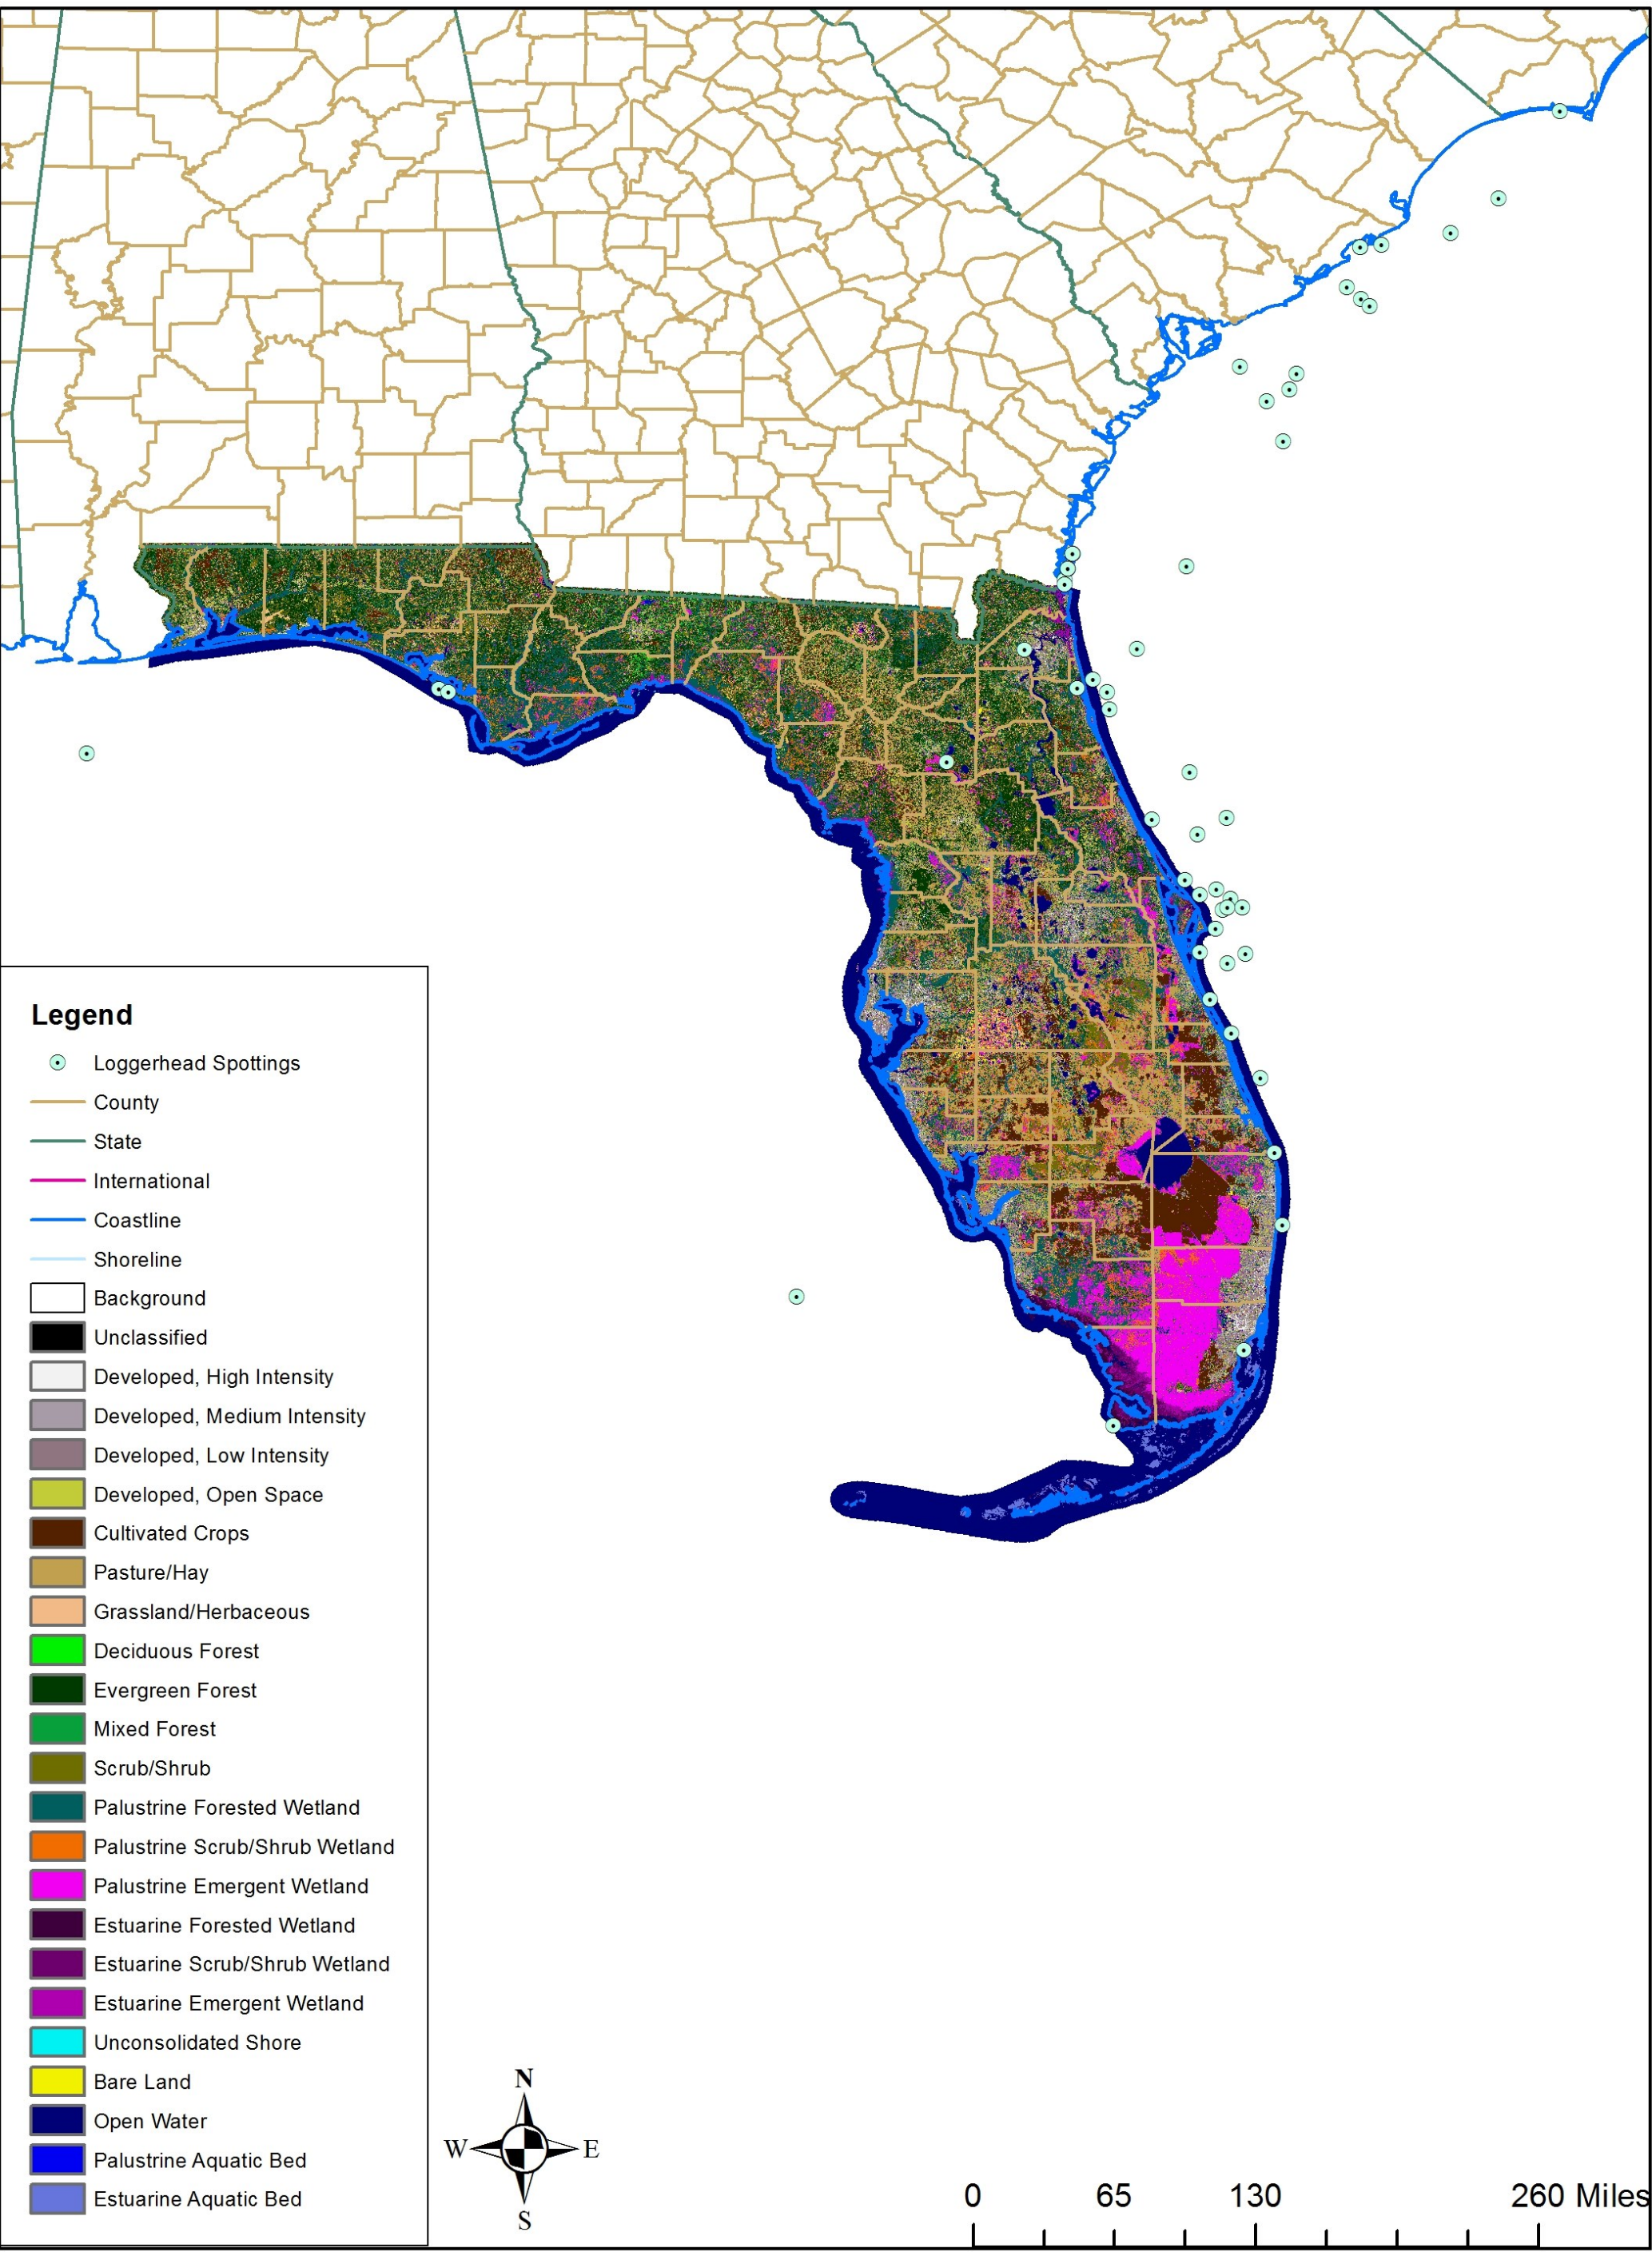 Legend
Loggerhead Spottings
County
State
International
Coastline
Shoreline
Background
Unclassified
Developed, High Intensity
Developed, Medium Intensity
Developed, Low Intensity
Developed, Open Space
Cultivated Crops
Pasture/Hay
Grassland/Herbaceous
Deciduous Forest
Evergreen Forest
Mixed Forest
Scrub/Shrub
Palustrine Forested Wetland
Palustrine Scrub/Shrub Wetland
Palustrine Emergent Wetland
Estuarine Forested Wetland
Estuarine Scrub/Shrub Wetland
Estuarine Emergent Wetland
Unconsolidated Shore
Bare Land
Open Water
Palustrine Aquatic Bed
Estuarine Aquatic Bed
N
W E
S
0 65 130 260 Miles